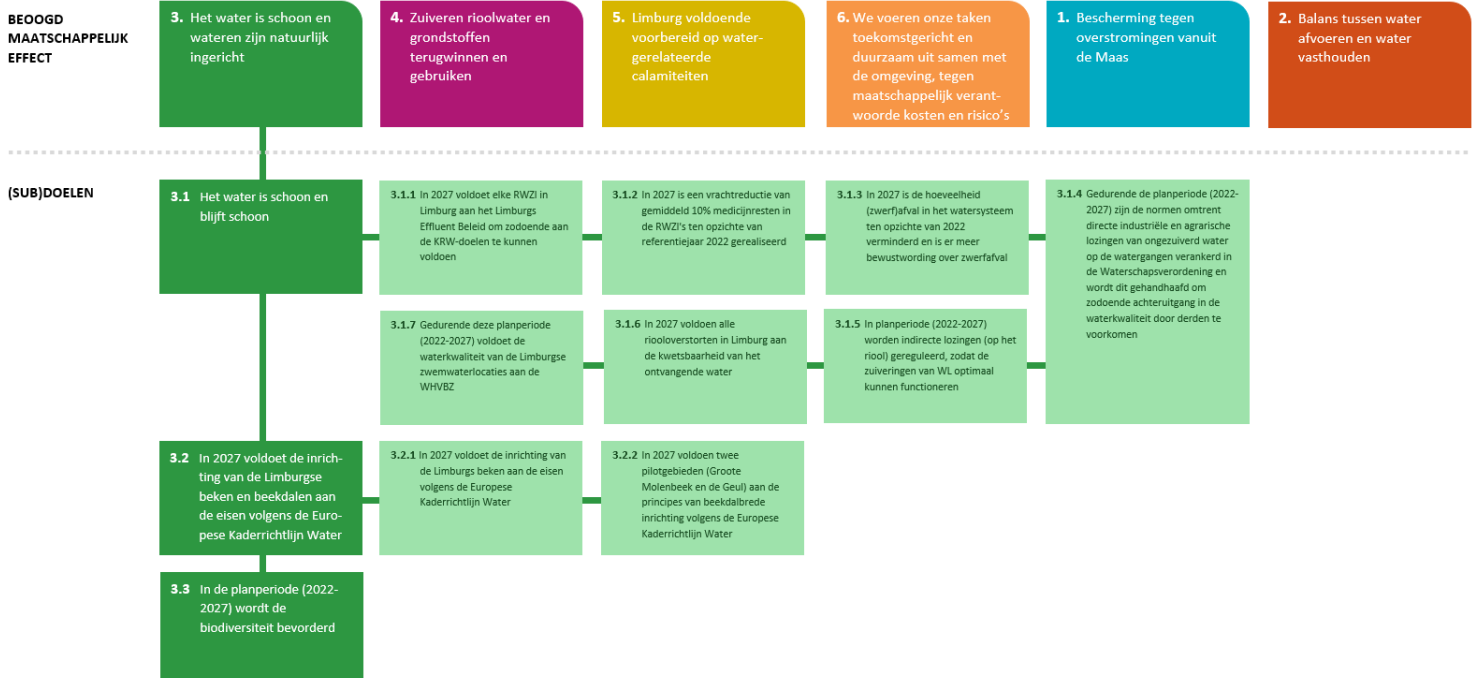 BEOOGD
MAATSCHAPPELIJK
EFFECT
3. Het water is schoon en
wateren zijn natuurlijk
ingericht
4. Zuiveren rioolwater en
grondstoffen
terugwinnen en
gebruiken
5. Limburg voldoende
voorbereid op water-
gerelateerde
calamiteiten
6. We voeren onze taken
toekomstgericht en
duurzaam uit samen met
de omgeving, tegen
maatschappelijk verant-
woorde kosten en risico's
1. Bescherming tegen
overstromingen vanuit
de Maas
2. Balans tussen water
afvoeren en water
vasthouden
(SUB)DOELEN
3.1 Het water is schoon en
blijft schoon
3.1.1 In 2027 voldoet elke RWZI in
Limburg aan het Limburgs
Effluent Beleid om zodoende aan
de KRW-doelen te kunnen
voldoen
3.1.2 In 2027 is een vrachtreductie van
gemiddeld 10% medicijnresten in
de RWZI's ten opzichte van
referentiejaar 2022 gerealiseerd
3.1.3 In 2027 is de hoeveelheid
(zwerf)afval in het watersysteem
ten opzichte van 2022
verminderd en is er meer
bewustwording over zwerfafval
3.1.4 Gedurende de planperiode (2022-
2027) zijn de normen omtrent
directe industriële en agrarische
lozingen van ongezuiverd water
op de watergangen verankerd in
de Waterschapsverordening en
wordt dit gehandhaafd om
zodoende achteruitgang in de
waterkwaliteit door derden te
voorkomen
3.1.7 Gedurende deze planperiode
(2022-2027) voldoet de
waterkwaliteit van de Limburgse
zwemwaterlocaties aan de
WHVBZ
3.1.6 In 2027 voldoen alle
riooloverstorten in Limburg aan
de kwetsbaarheid van het
ontvangende water
3.1.5 In planperiode (2022-2027)
worden indirecte lozingen (op het
riool) gereguleerd, zodat de
zuiveringen van WL optimaal
kunnen functioneren
3.2 In 2027 voldoet de inrich-
ting van de Limburgse
beken en beekdalen aan
de eisen volgens de Euro-
pese Kaderrichtlijn Water
3.2.1 In 2027 voldoet de inrichting van
de Limburgs beken aan de eisen
volgens de Europese
Kaderrichtlijn Water
3.2.2 In 2027 voldoen twee
pilotgebieden (Groote
Molenbeek en de Geul) aan de
principes van beekdalbrede
inrichting volgens de Europese
Kaderrichtlijn Water
3.3 In de planperiode (2022-
2027) wordt de
biodiversiteit bevorderd